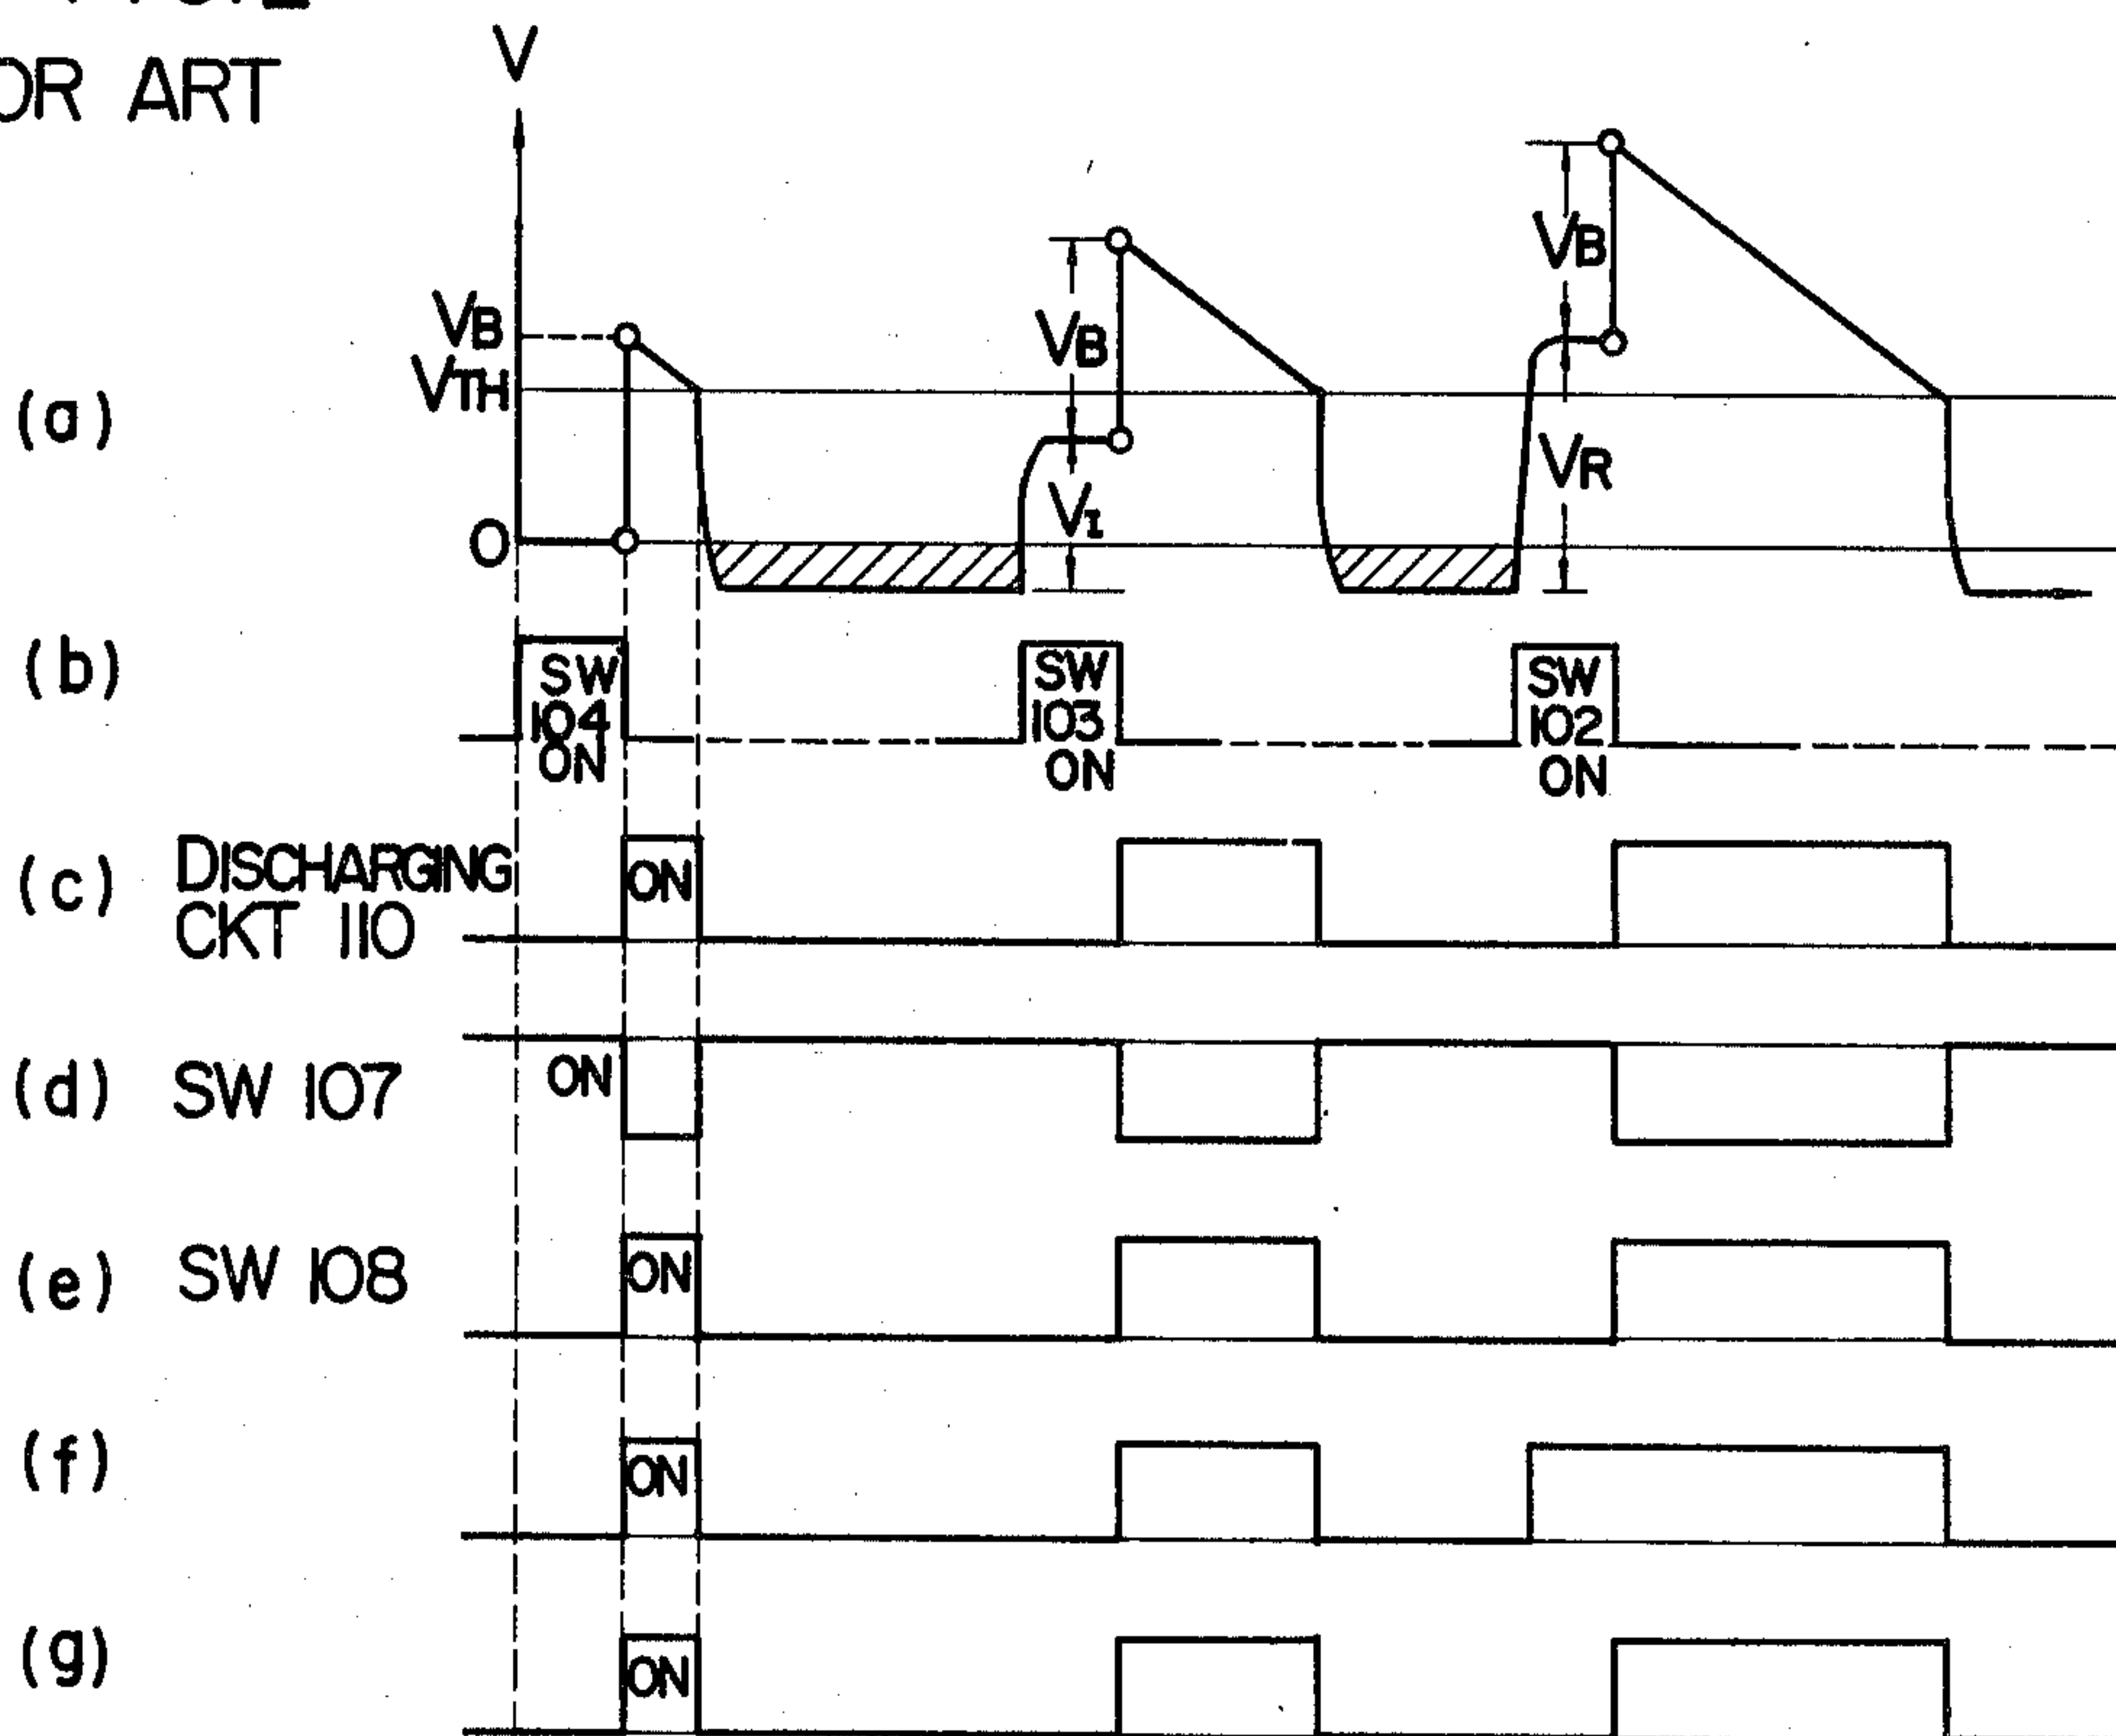 OR ART
V
VB
VTH
(a)
O
VB
VI
VB
VR
(b)
SW
104
ON
SW
103
ON
SW
102
ON
(c) DISCHARGING
CKT 110
ON
(d) SW 107
ON
(e) SW 108
ON
(f)
ON
(g)
ON